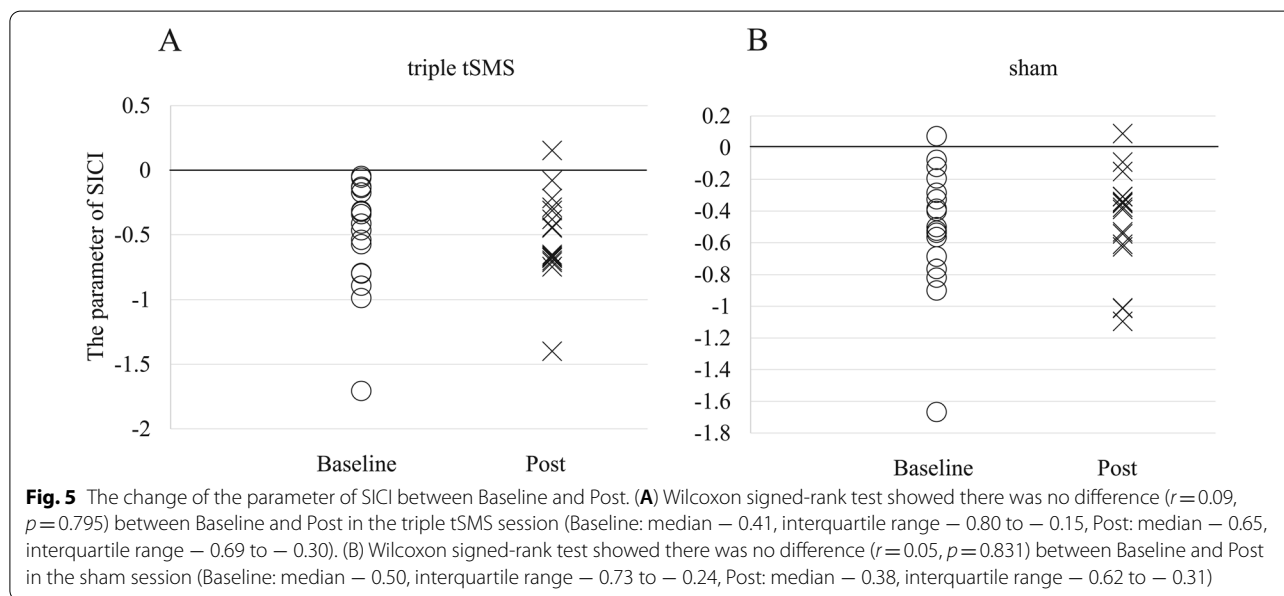 A
triple tSMS
The parameter of SICI
0.5
0
-0.5
-1
-1.5
-2
Baseline
Post
B
sham
0.2
0
-0.2
-0.4
-0.6
-0.8
-1
-1.2
-1.4
-1.6
-1.8
Baseline
Post
Fig. 5 The change of the parameter of SICI between Baseline and Post. (A) Wilcoxon signed-rank test showed there was no difference (r = 0.09,
p = 0.795) between Baseline and Post in the triple tSMS session (Baseline: median − 0.41, interquartile range − 0.80 to − 0.15, Post: median − 0.65,
interquartile range − 0.69 to − 0.30). (B) Wilcoxon signed-rank test showed there was no difference (r = 0.05, p = 0.831) between Baseline and Post
in the sham session (Baseline: median − 0.50, interquartile range − 0.73 to − 0.24, Post: median − 0.38, interquartile range − 0.62 to − 0.31)